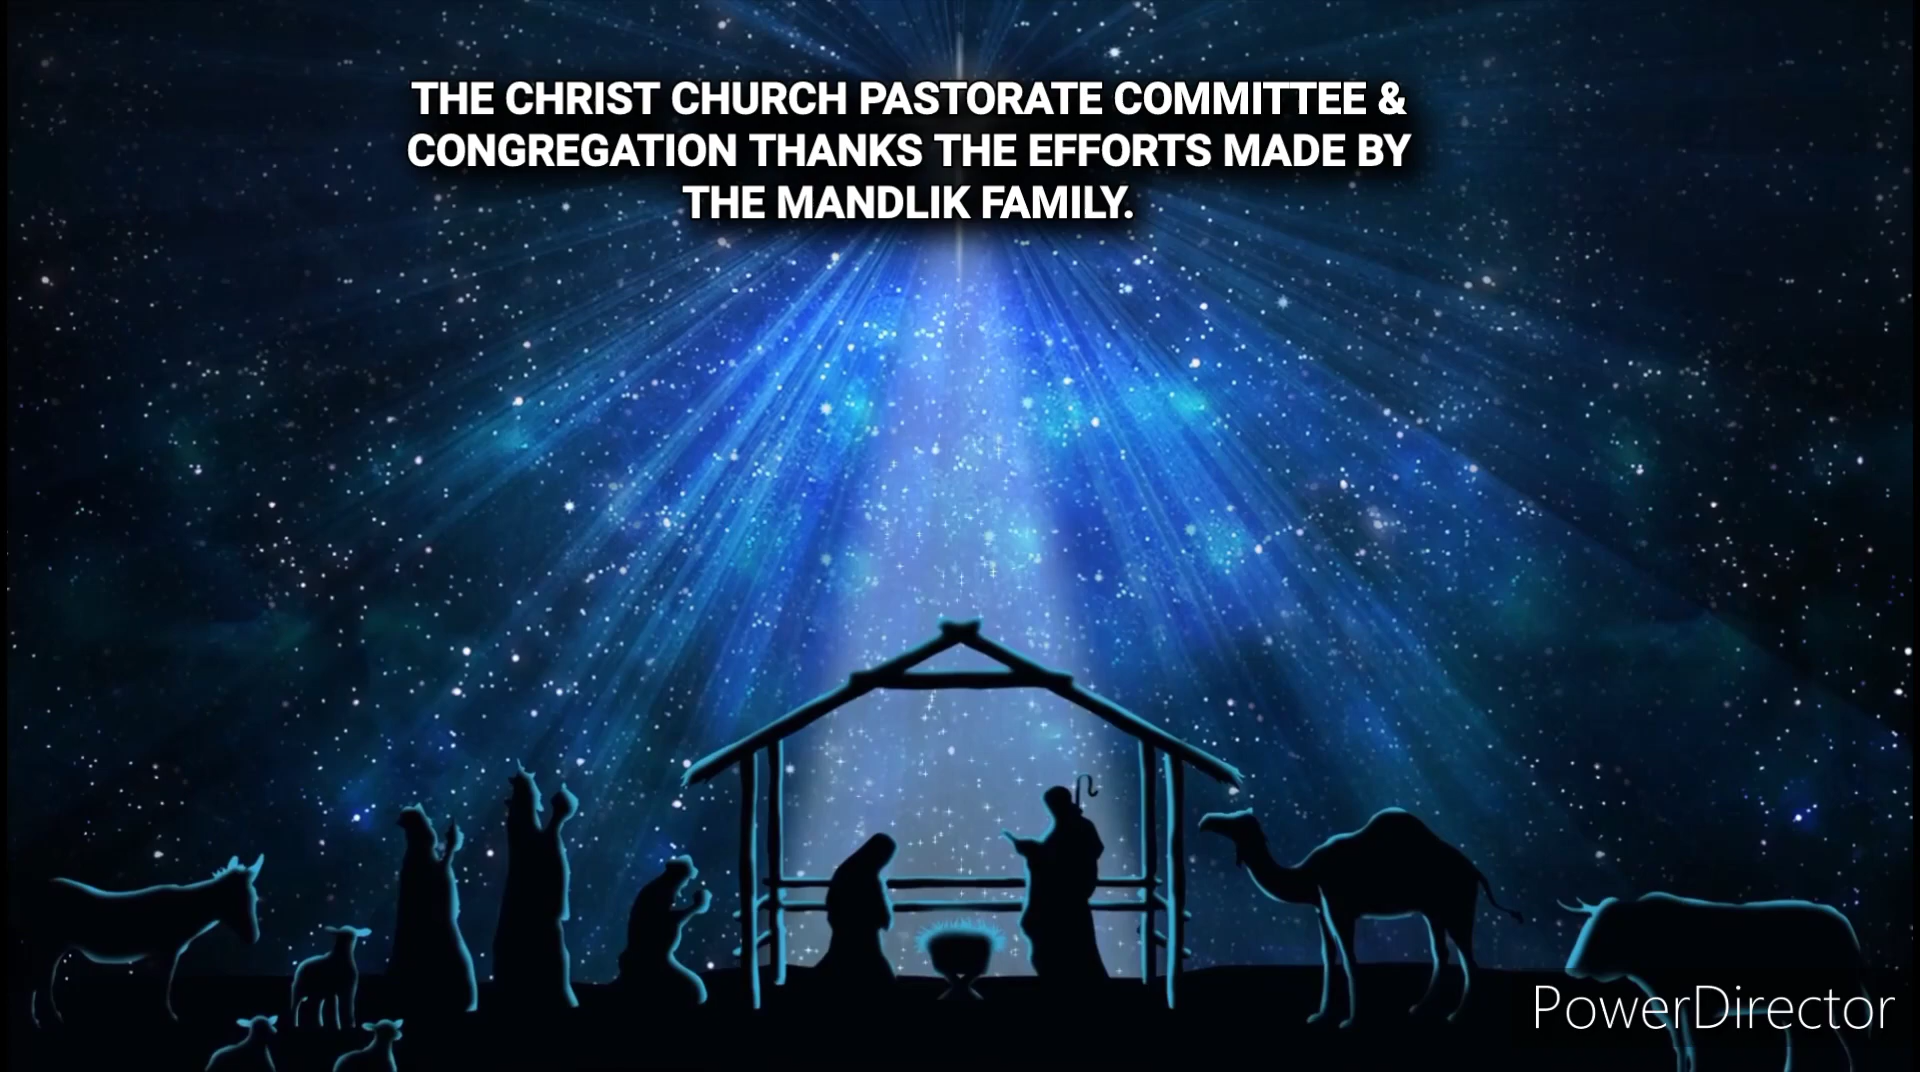 THE CHRIST CHURCH PASTORATE COMMITTEE &
CONGREGATION THANKS THE EFFORTS MADE BY
THE MANDLIK FAMILY.
PowerDirector